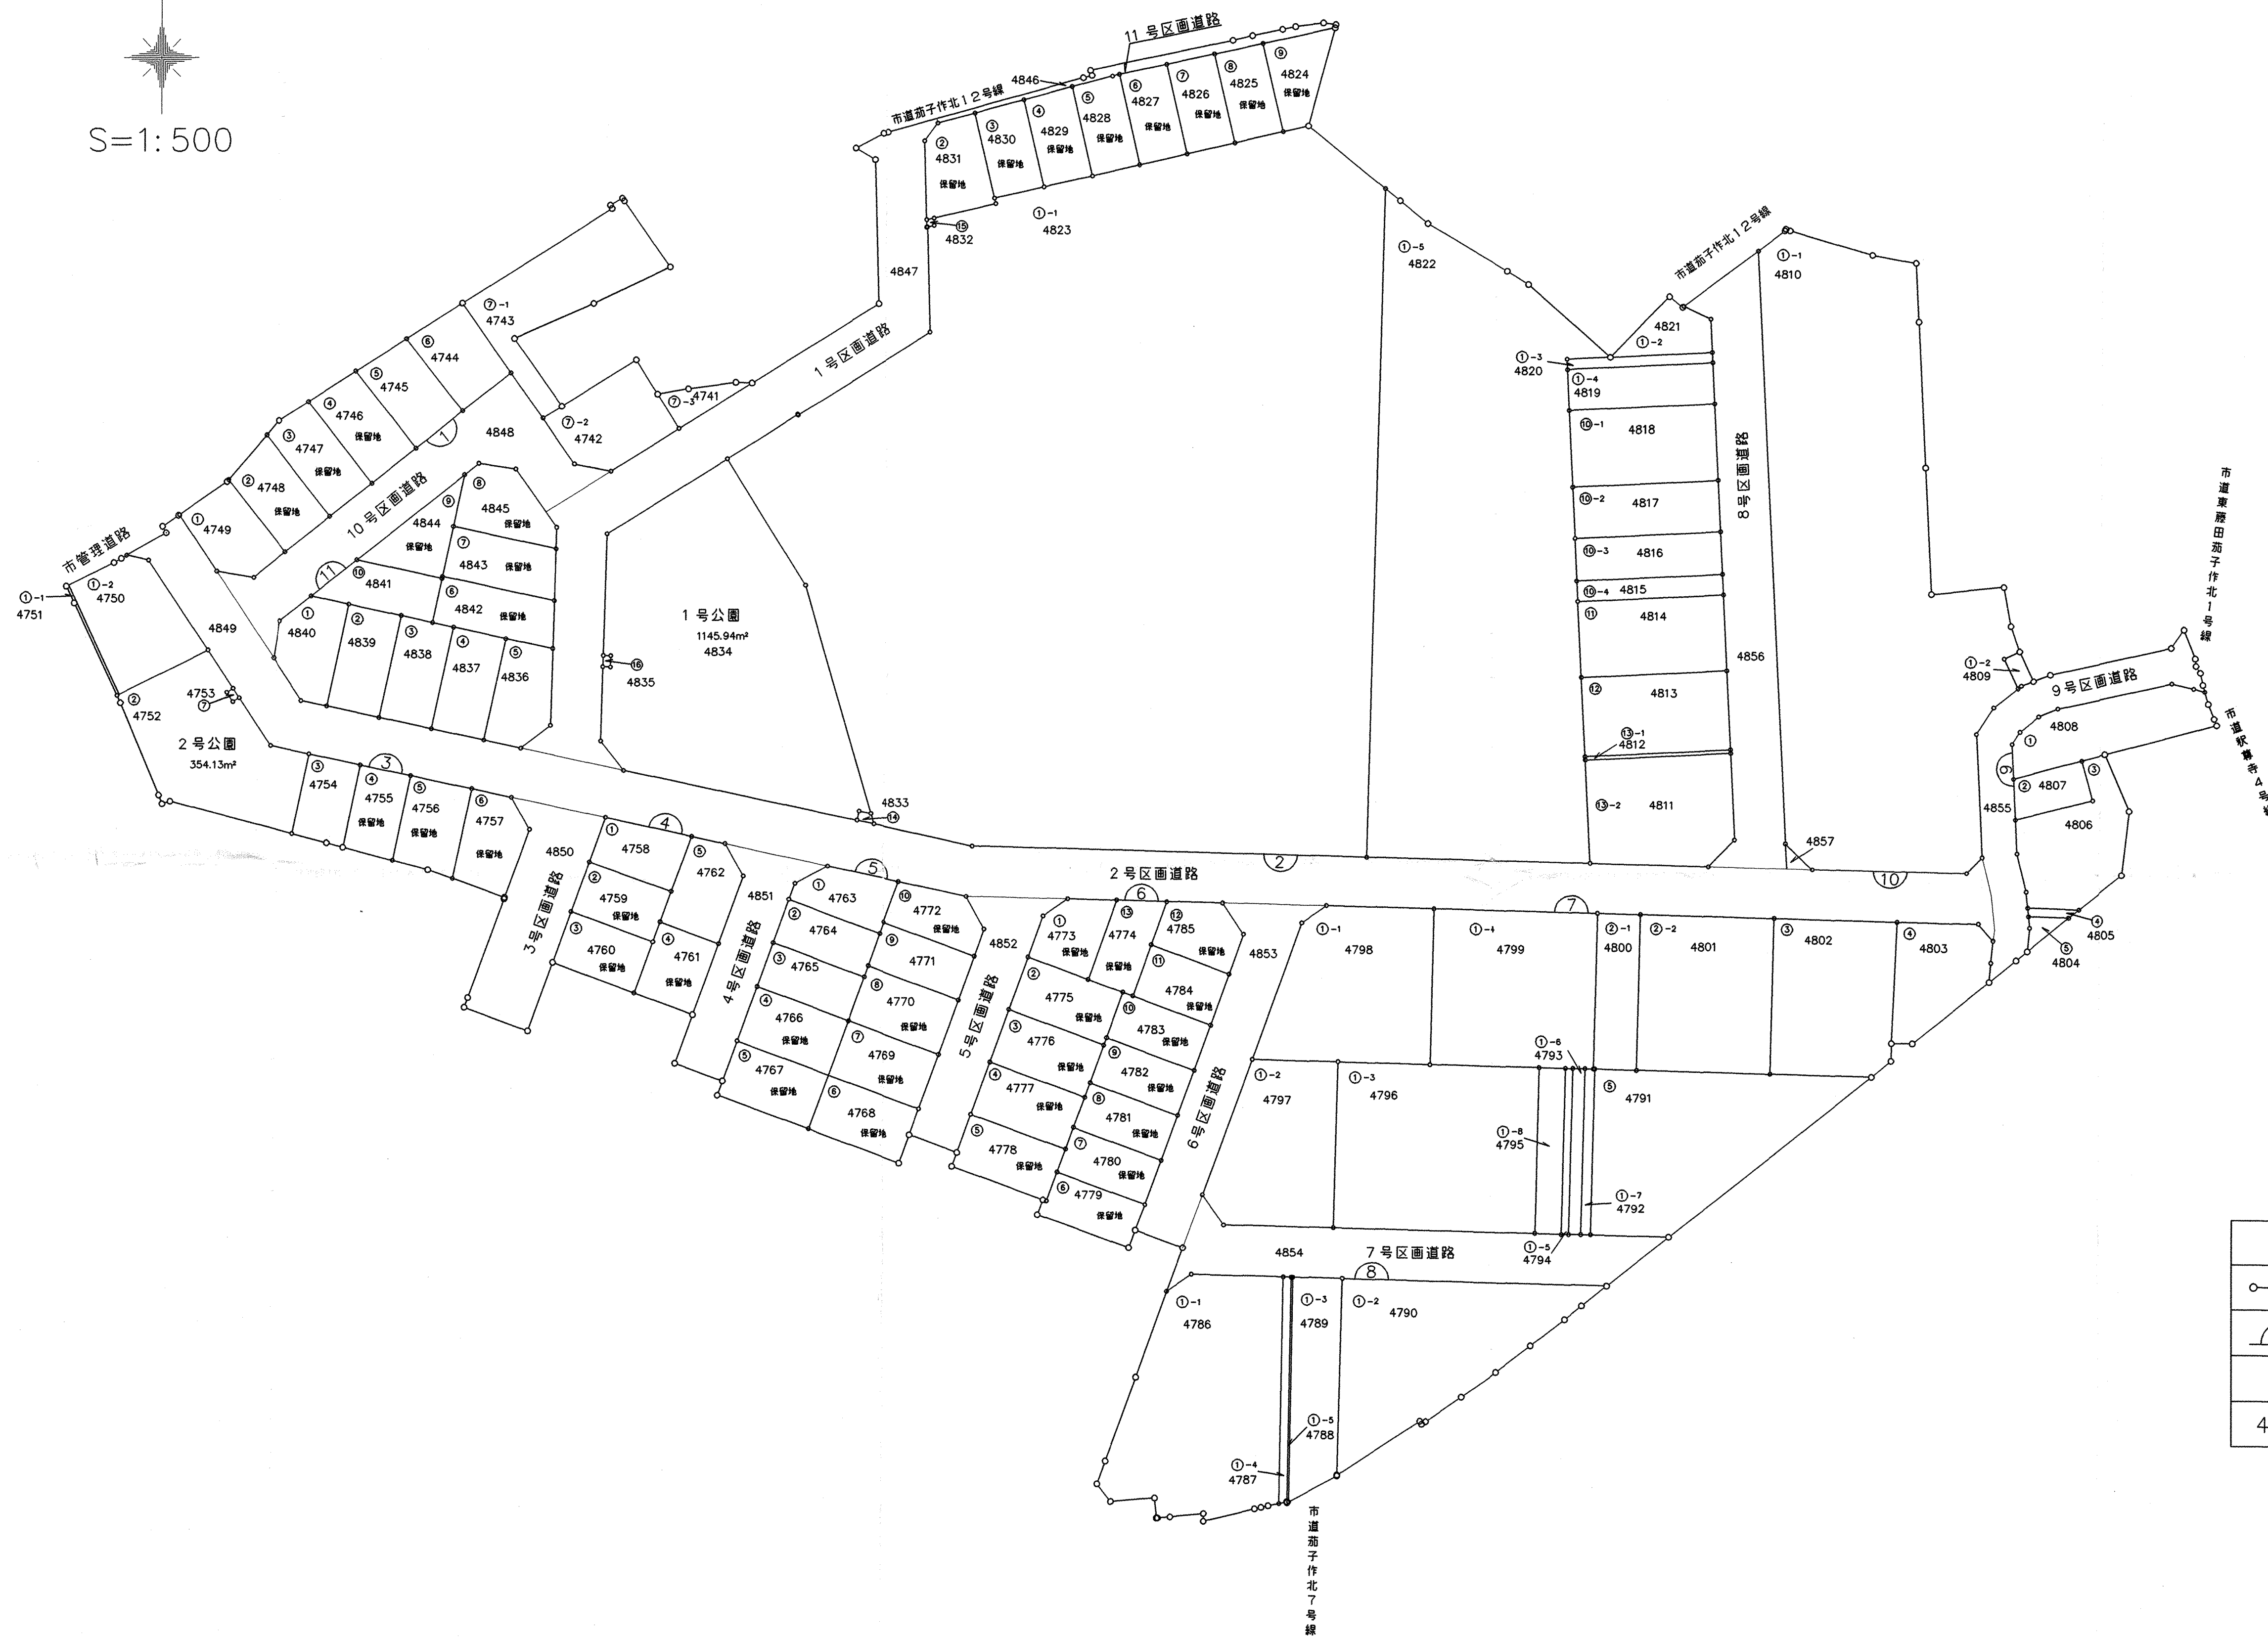 S=1:500
11号区画道路
市道茄子作北12号線
4846
② 4831 保留地
③ 4830 保留地
④ 4829 保留地
⑤ 4828 保留地
⑥ 4827 保留地
⑦ 4826 保留地
⑧ 4825 保留地
⑨ 4824 保留地
⑮ 4832
①-1 4823
4847
①-5 4822
市道茄子作北12号線
①-1 4810
4821 ①-2
①-3 4820
①-4 4819
⑩-1 4818
⑩-2 4817
⑩-3 4816
⑩-4 4815
⑪ 4814
⑫ 4813
⑬-1 4812
⑬-2 4811
8号区画道路
4856
4857
⑦-1 4743
⑥ 4744
⑤ 4745
④ 4746 保留地
③ 4747 保留地
② 4748 保留地
① 4749
⑦-3 4741
⑦-2 4742
1
4848
1号区画道路
10号区画道路
市管理道路
①-1 4751
①-2 4750
4849
② 4752
4753 ⑦
2号公園
354.13m²
11
⑧ 4845 保留地
⑨ 4844 保留地
⑦ 4843 保留地
⑥ 4842 保留地
⑩ 4841
① 4840
② 4839
③ 4838
④ 4837
⑤ 4836
1号公園
1145.94m²
4834
⑯ 4835
4833 ⑭
3
③ 4754
④ 4755 保留地
⑤ 4756 保留地
⑥ 4757 保留地
4850
3号区画道路
4
① 4758
② 4759 保留地
③ 4760 保留地
④ 4761 保留地
⑤ 4762
4851
4号区画道路
5
① 4763
② 4764
③ 4765
④ 4766 保留地
⑤ 4767 保留地
⑥ 4768 保留地
⑦ 4769 保留地
⑧ 4770 保留地
⑨ 4771
⑩ 4772 保留地
4852
5号区画道路
2
2号区画道路
6
① 4773 保留地
⑬ 4774 保留地
⑫ 4785 保留地
② 4775 保留地
③ 4776 保留地
④ 4777 保留地
⑤ 4778 保留地
⑥ 4779 保留地
⑦ 4780 保留地
⑧ 4781 保留地
⑨ 4782 保留地
⑩ 4783 保留地
⑪ 4784 保留地
4853
6号区画道路
7
①-1 4798
①-4 4799
②-1 4800
②-2 4801
③ 4802
④ 4803
①-2 4797
①-3 4796
①-6 4793
①-8 4795
①-7 4792
①-5 4794
⑤ 4791
4854
7号区画道路
8
①-1 4786
①-3 4789
①-2 4790
①-5 4788
①-4 4787
市道茄子作北7号線
10
①-2 4809
9号区画道路
市道東藤田茄子作北1号線
9
① 4808
② 4807
③ 4806
4855
④ 4805
⑤ 4804
4